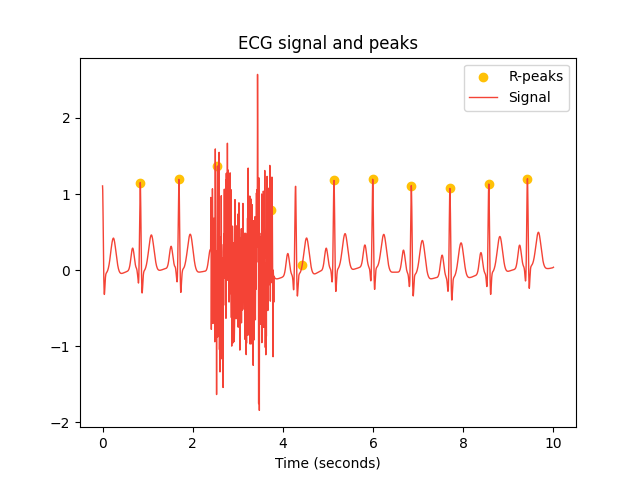 ECG signal and peaks
R-peaks
Signal
2
1
0
−1
−2
0 2 4 6 8 10
Time (seconds)